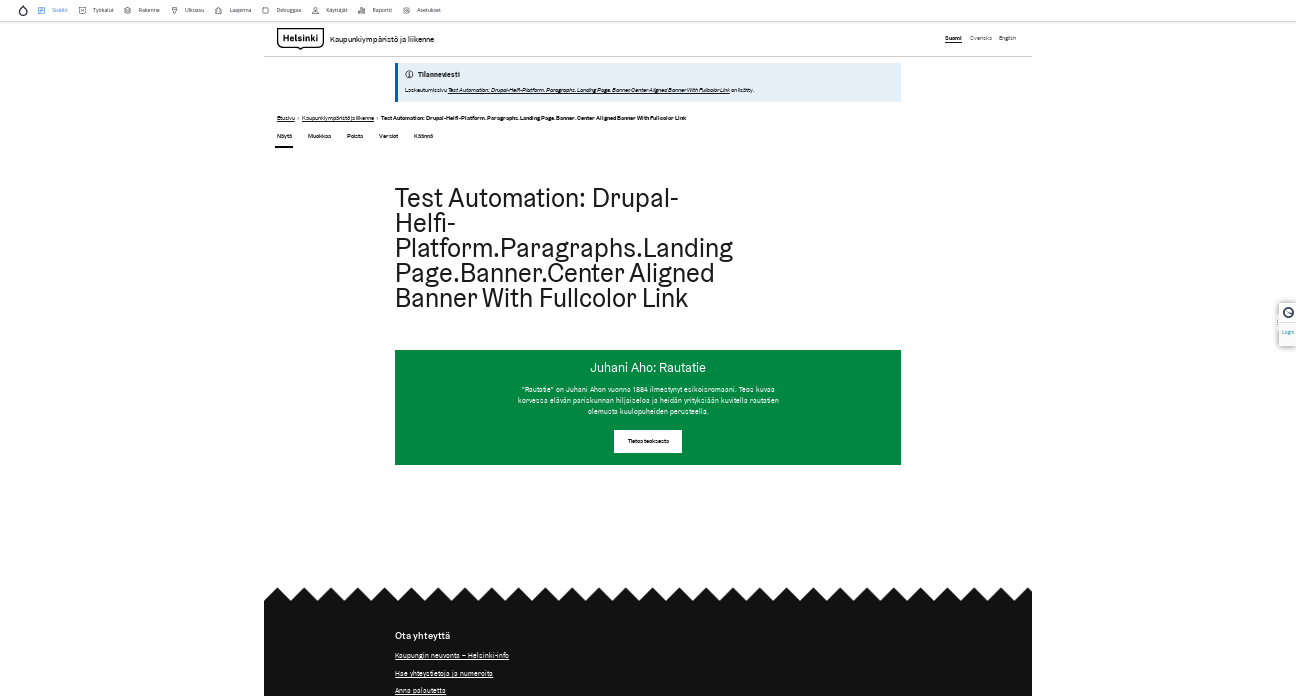 Sisältö Työkalut Rakenne Ulkoasu Laajenna Debuggaa Käyttäjät Raportit Asetukset
Helsinki Kaupunkiympäristö ja liikenne Suomi Svenska English
Tilanneviesti
Laskeutumissivu Test Automation: Drupal-Helfi-Platform.Paragraphs.Landing Page.Banner.Center Aligned Banner With Fullcolor Link on lisätty.
Etusivu › Kaupunkiympäristö ja liikenne › Test Automation: Drupal-Helfi-Platform.Paragraphs.Landing Page.Banner.Center Aligned Banner With Fullcolor Link
Näytä Muokkaa Poista Versiot Käännä
Test Automation: Drupal-
Helfi-
Platform.Paragraphs.Landing
Page.Banner.Center Aligned
Banner With Fullcolor Link
Login
Juhani Aho: Rautatie
"Rautatie" on Juhani Ahon vuonna 1884 ilmestynyt esikoisromaani. Teos kuvaa
korvessa elävän pariskunnan hiljaiseloa ja heidän yrityksiään kuvitella rautatien
olemusta kuulopuheiden perusteella.
Tietoa teoksesta
Ota yhteyttä
Kaupungin neuvonta – Helsinki-info
Hae yhteystietoja ja numeroita
Anna palautetta